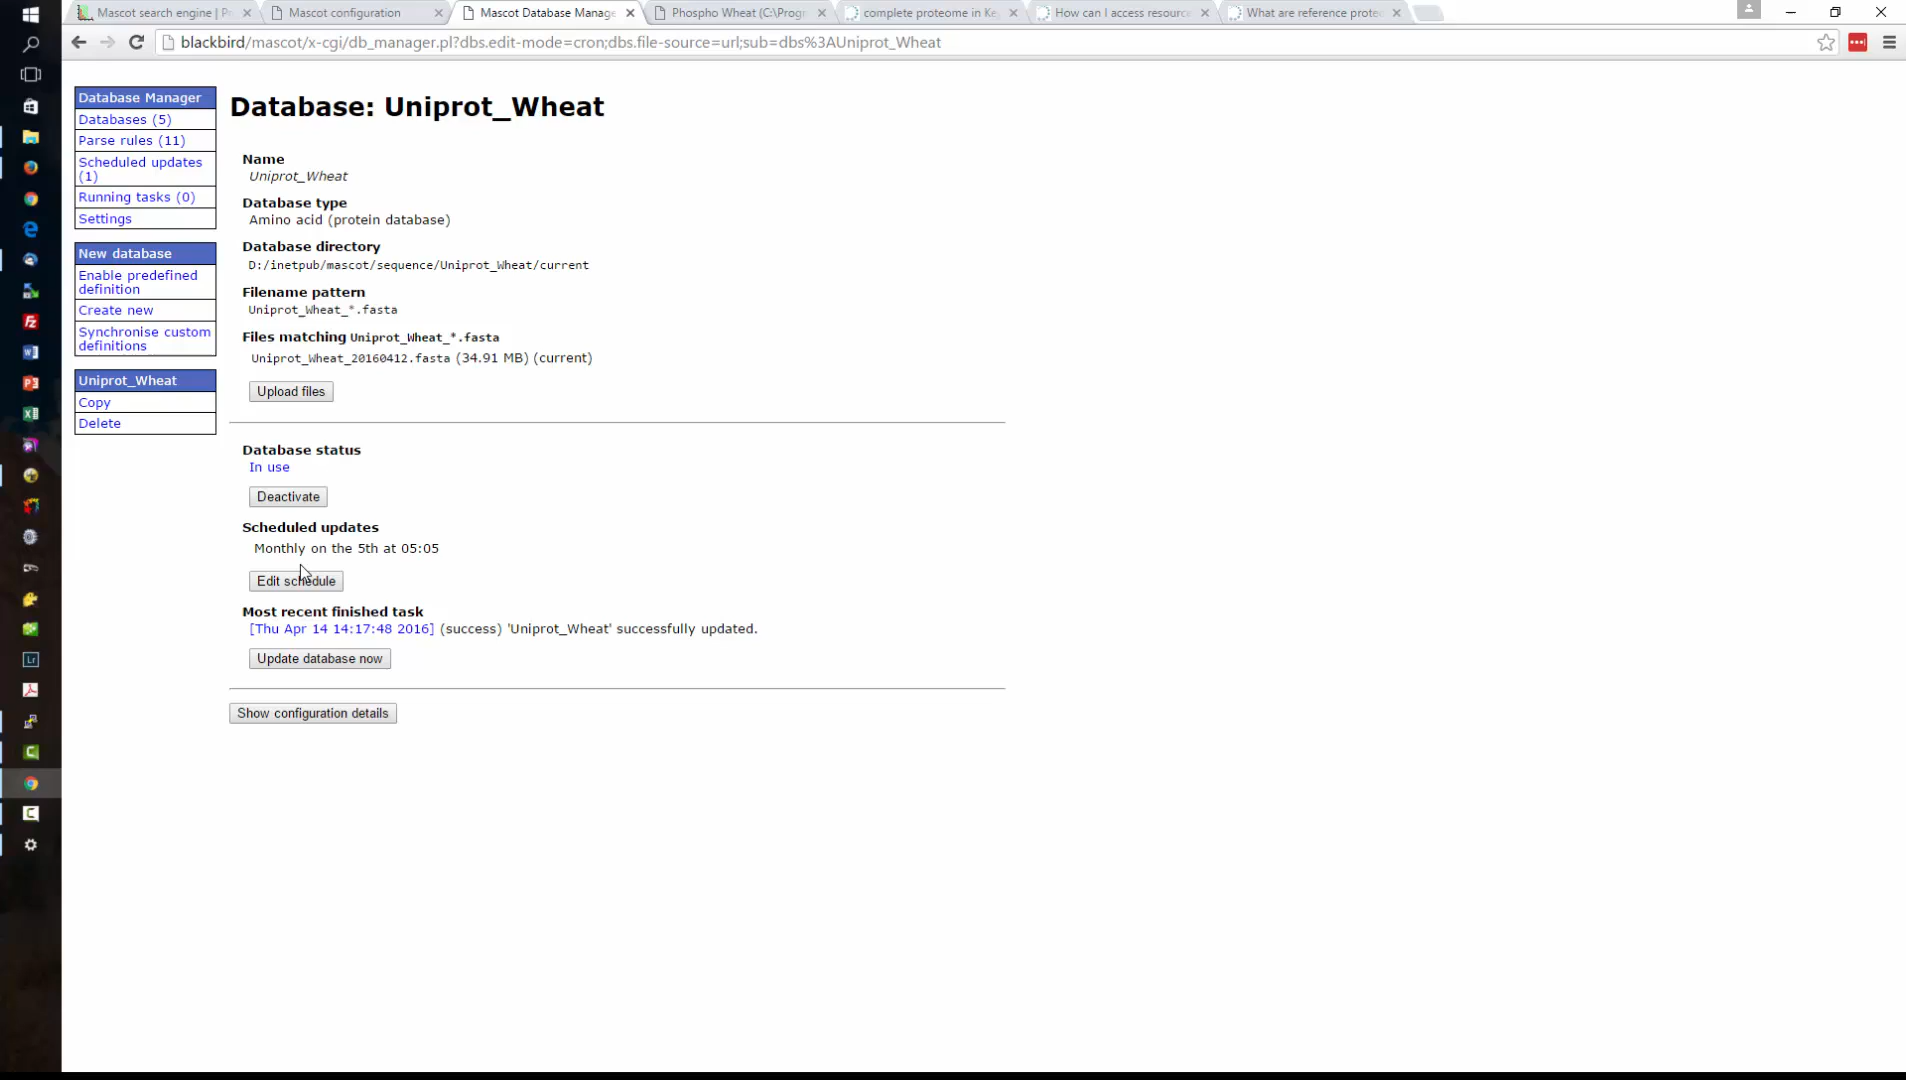 Mascot search engine | P
Mascot configuration
Mascot Database Manage
Phospho Wheat (C:\Progr
complete proteome in Ke
How can I access resourc
What are reference prote
blackbird/mascot/x-cgi/db_manager.pl?dbs.edit-mode=cron;dbs.file-source=url;sub=dbs%3AUniprot_Wheat
Database Manager
Databases (5)
Parse rules (11)
Scheduled updates
(1)
Running tasks (0)
Settings
New database
Enable predefined
definition
Create new
Synchronise custom
definitions
Uniprot_Wheat
Copy
Delete
Database: Uniprot_Wheat
Name
Uniprot_Wheat
Database type
Amino acid (protein database)
Database directory
D:/inetpub/mascot/sequence/Uniprot_Wheat/current
Filename pattern
Uniprot_Wheat_*.fasta
Files matching Uniprot_Wheat_*.fasta
Uniprot_Wheat_20160412.fasta (34.91 MB) (current)
Upload files
Database status
In use
Deactivate
Scheduled updates
Monthly on the 5th at 05:05
Edit schedule
Most recent finished task
[Thu Apr 14 14:17:48 2016] (success) 'Uniprot_Wheat' successfully updated.
Update database now
Show configuration details
Lr